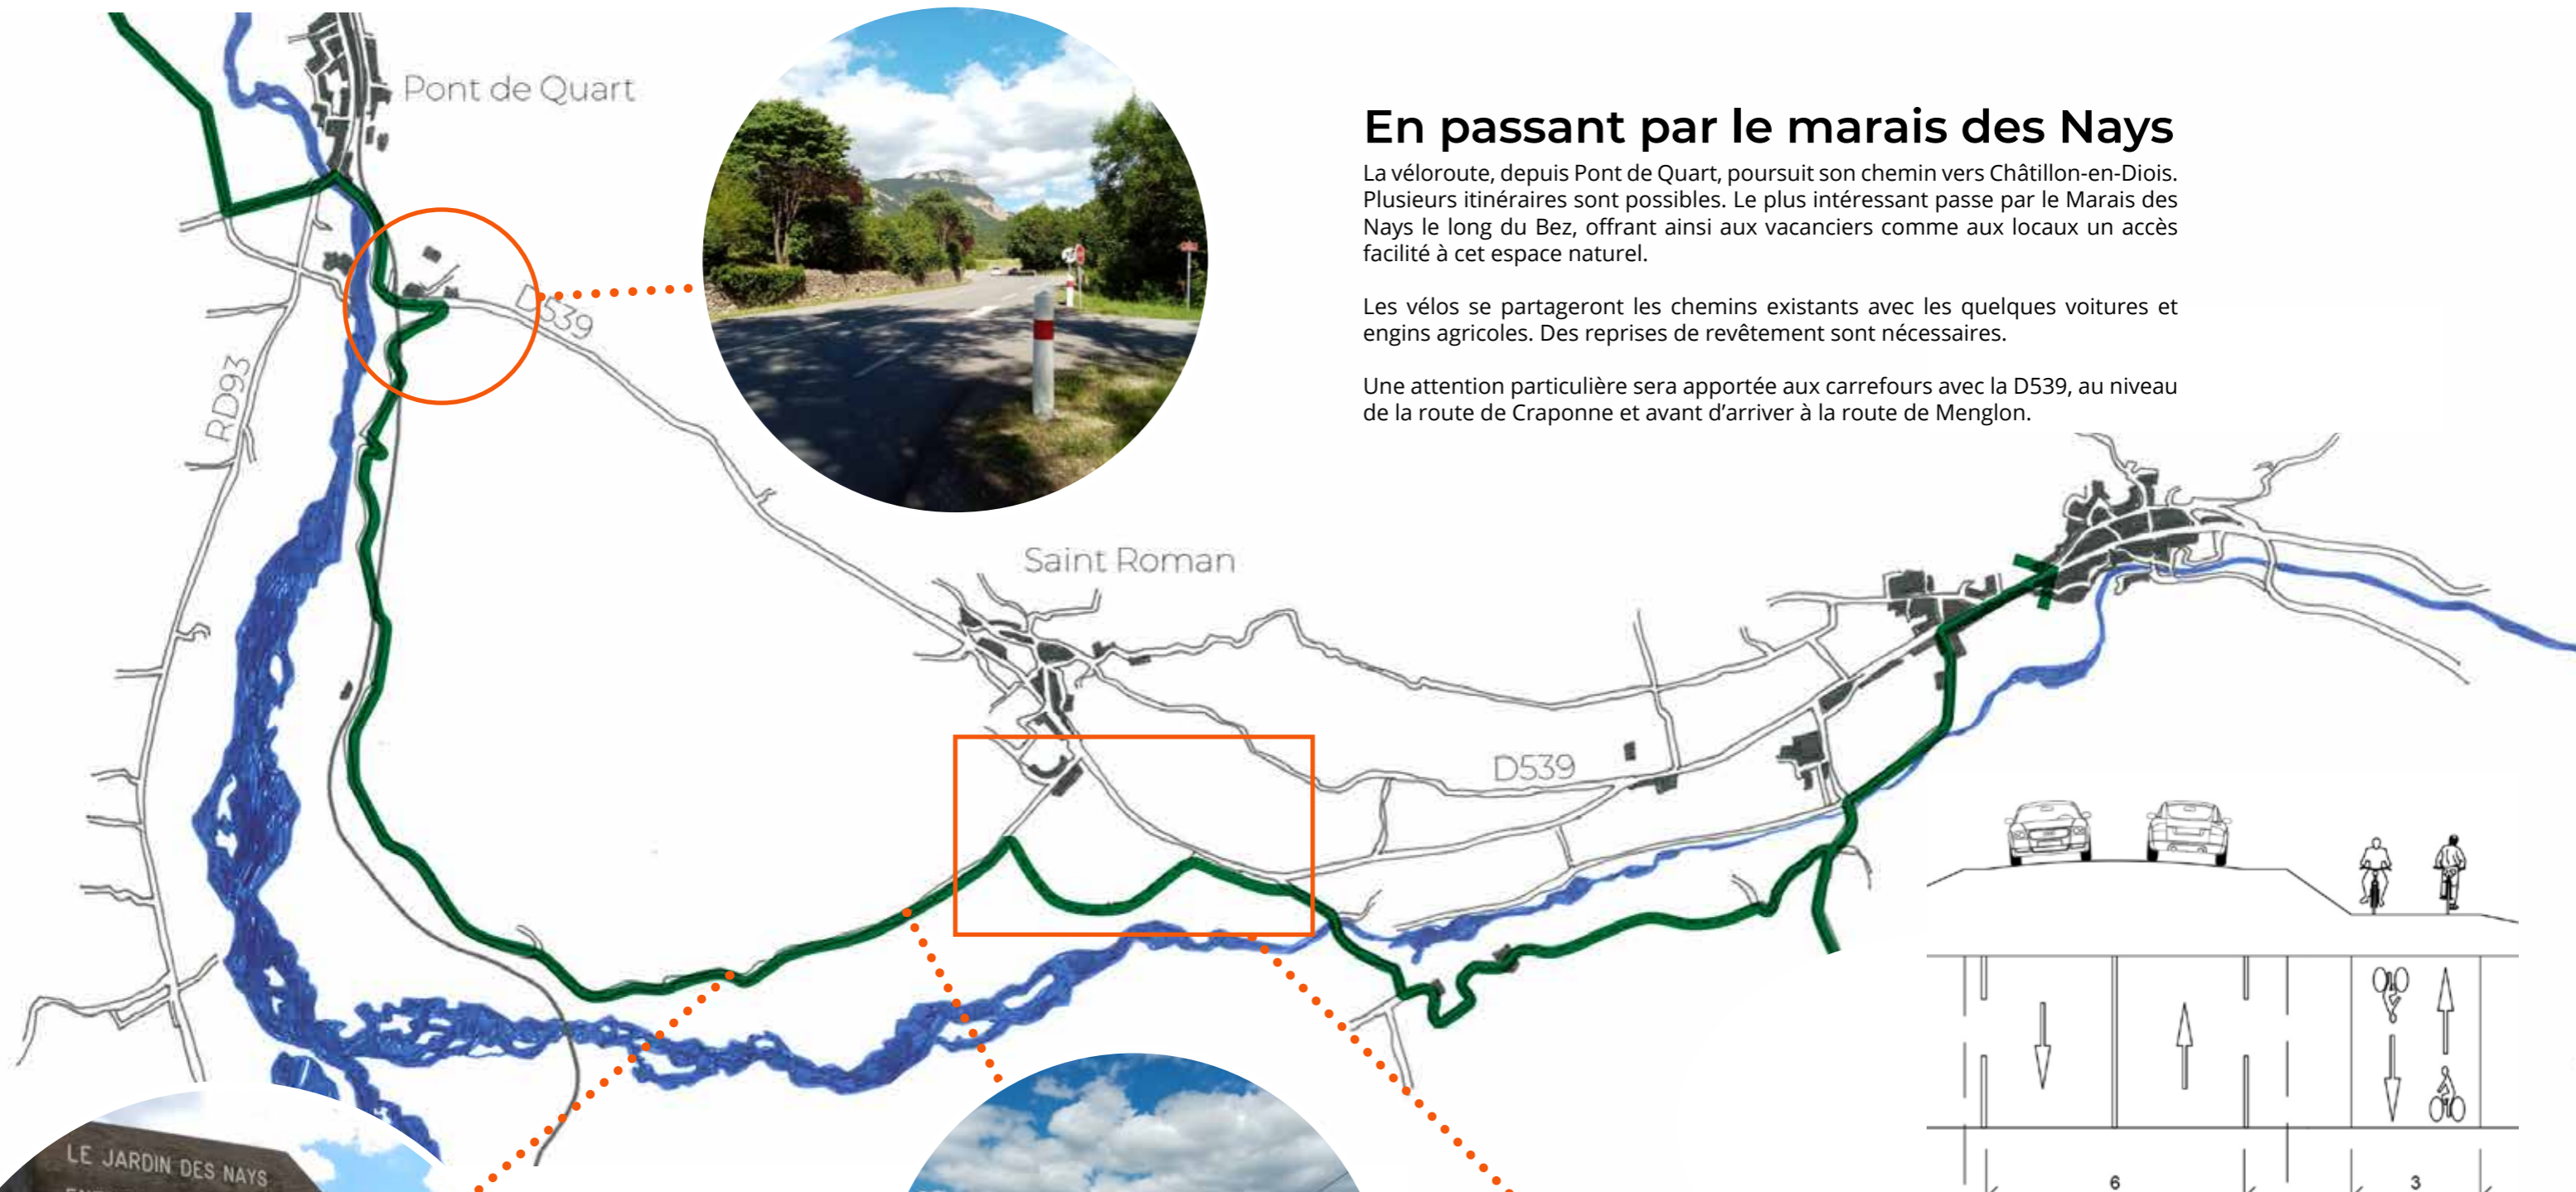 Pont de Quart
En passant par le marais des Nays
La véloroute, depuis Pont de Quart, poursuit son chemin vers Châtillon-en-Diois.
Plusieurs itinéraires sont possibles. Le plus intéressant passe par le Marais des
Nays le long du Bez, offrant ainsi aux vacanciers comme aux locaux un accès
facilité à cet espace naturel.
Les vélos se partageront les chemins existants avec les quelques voitures et
engins agricoles. Des reprises de revêtement sont nécessaires.
Une attention particulière sera apportée aux carrefours avec la D539, au niveau
de la route de Craponne et avant d’arriver à la route de Menglon.
D539
RD93
Saint Roman
D539
LE JARDIN DES NAYS
6
3